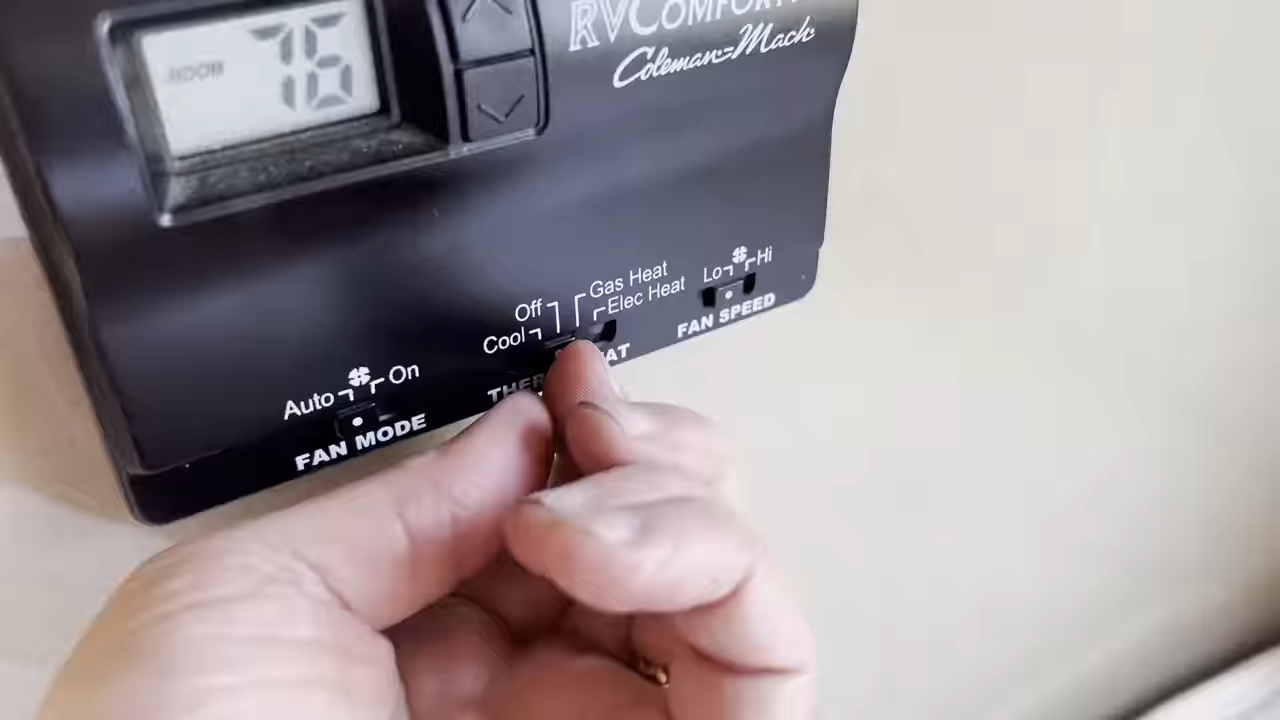 RVCOMFORT
Coleman-Mach
ROOM 76
Off
Gas Heat
Cool
Elec Heat
Lo Hi
FAN SPEED
Auto On
FAN MODE